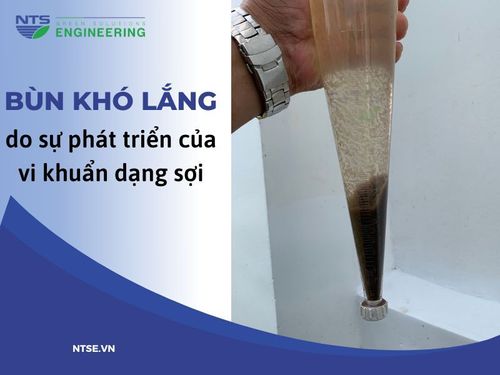 NTS
GREEN SOLUTIONS
ENGINEERING
BÙN KHÓ LẮNG
do sự phát triển của
vi khuẩn dạng sợi
NTSE.VN